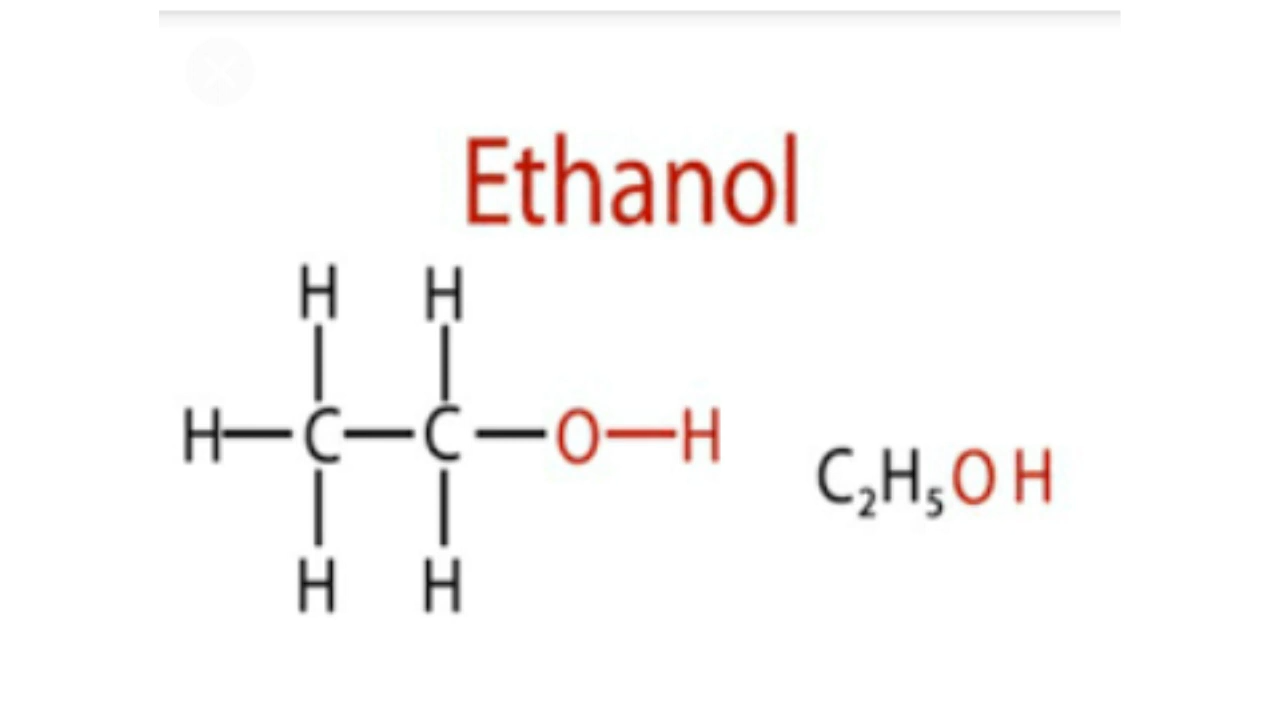 Ethanol
H H
H—C—C—O—H
H H
C₂H₅OH